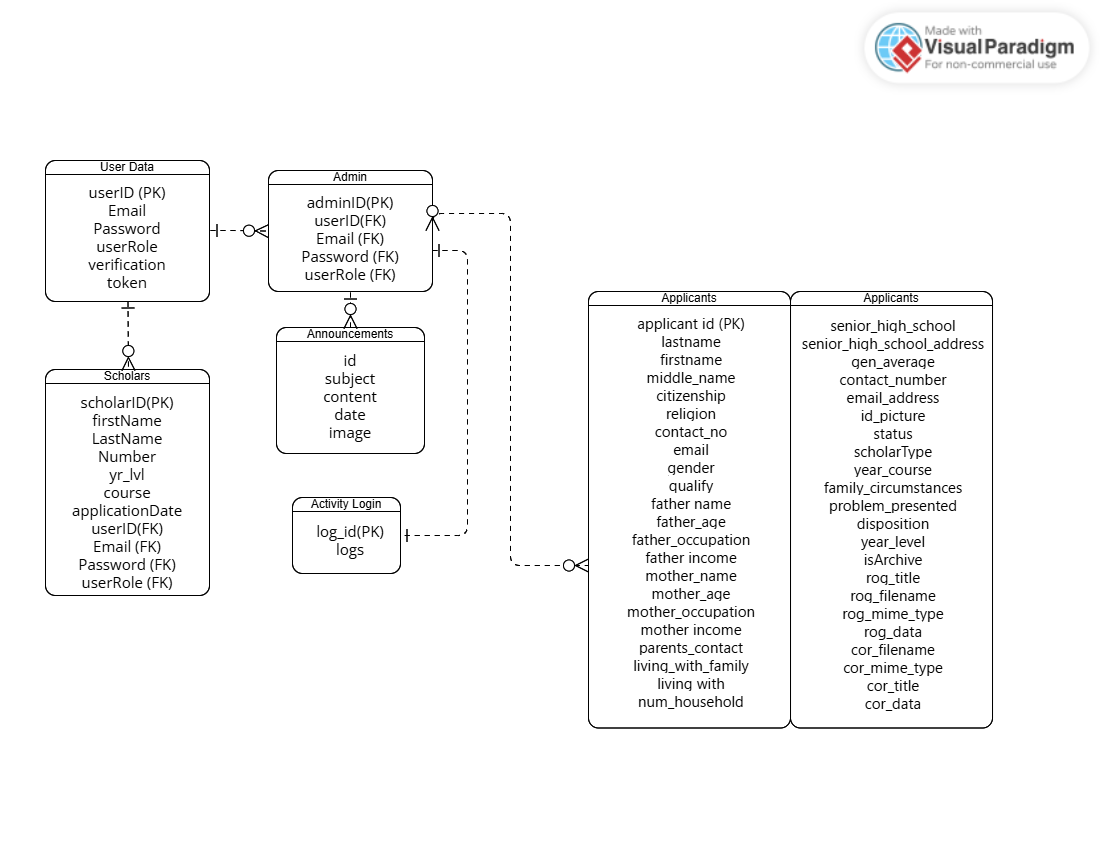 Made with
Visual Paradigm
For non-commercial use
User Data
userID (PK)
Email
Password
userRole
verification
token
Admin
adminID(PK)
userID(FK)
Email (FK)
Password (FK)
userRole (FK)
Announcements
id
subject
content
date
image
Scholars
scholarID(PK)
firstName
LastName
Number
yr_lvl
course
applicationDate
userID(FK)
Email (FK)
Password (FK)
userRole (FK)
Activity Login
log_id(PK)
logs
Applicants
applicant id (PK)
lastname
firstname
middle_name
citizenship
religion
contact_no
email
gender
qualify
father name
father_age
father_occupation
father income
mother_name
mother_age
mother_occupation
mother income
parents_contact
living_with_family
living with
num_household
Applicants
senior_high_school
senior_high_school_address
gen_average
contact_number
email_address
id_picture
status
scholarType
year_course
family_circumstances
problem_presented
disposition
year_level
isArchive
rog_title
rog_filename
rog_mime_type
rog_data
cor_filename
cor_mime_type
cor_title
cor_data